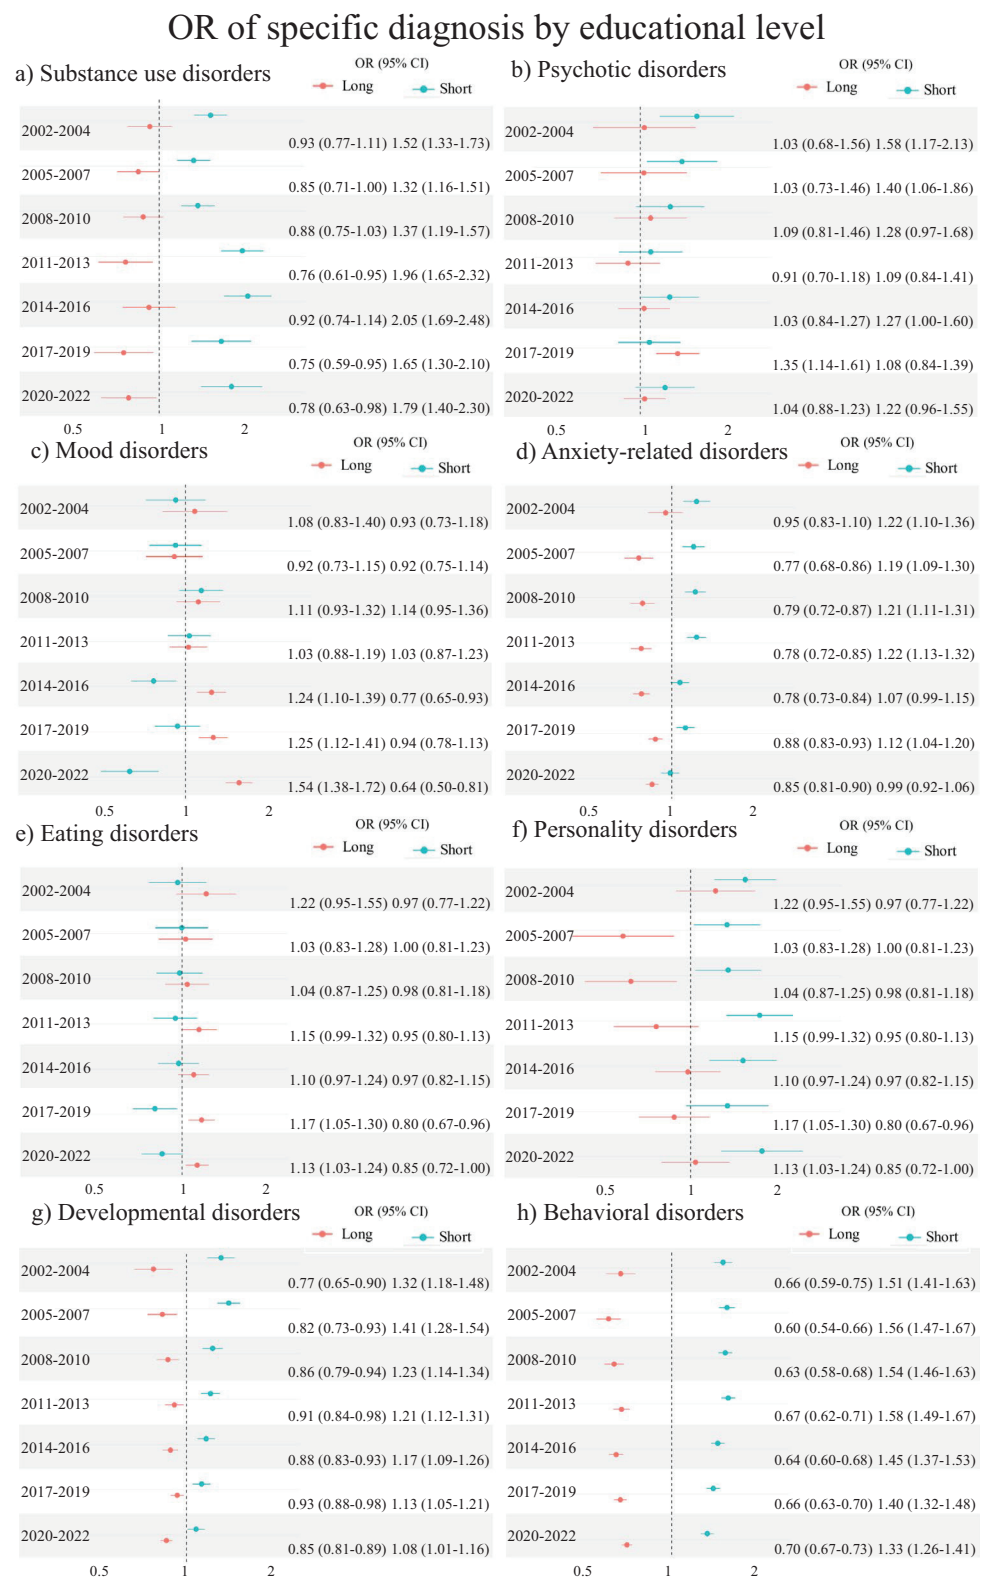 OR of specific diagnosis by educational level
a) Substance use disorders
OR (95% CI)
Long Short
2002-2004 0.93 (0.77-1.11) 1.52 (1.33-1.73)
2005-2007 0.85 (0.71-1.00) 1.32 (1.16-1.51)
2008-2010 0.88 (0.75-1.03) 1.37 (1.19-1.57)
2011-2013 0.76 (0.61-0.95) 1.96 (1.65-2.32)
2014-2016 0.92 (0.74-1.14) 2.05 (1.69-2.48)
2017-2019 0.75 (0.59-0.95) 1.65 (1.30-2.10)
2020-2022 0.78 (0.63-0.98) 1.79 (1.40-2.30)
0.5 1 2
b) Psychotic disorders
OR (95% CI)
Long Short
2002-2004 1.03 (0.68-1.56) 1.58 (1.17-2.13)
2005-2007 1.03 (0.73-1.46) 1.40 (1.06-1.86)
2008-2010 1.09 (0.81-1.46) 1.28 (0.97-1.68)
2011-2013 0.91 (0.70-1.18) 1.09 (0.84-1.41)
2014-2016 1.03 (0.84-1.27) 1.27 (1.00-1.60)
2017-2019 1.35 (1.14-1.61) 1.08 (0.84-1.39)
2020-2022 1.04 (0.88-1.23) 1.22 (0.96-1.55)
0.5 1 2
c) Mood disorders
OR (95% CI)
Long Short
2002-2004 1.08 (0.83-1.40) 0.93 (0.73-1.18)
2005-2007 0.92 (0.73-1.15) 0.92 (0.75-1.14)
2008-2010 1.11 (0.93-1.32) 1.14 (0.95-1.36)
2011-2013 1.03 (0.88-1.19) 1.03 (0.87-1.23)
2014-2016 1.24 (1.10-1.39) 0.77 (0.65-0.93)
2017-2019 1.25 (1.12-1.41) 0.94 (0.78-1.13)
2020-2022 1.54 (1.38-1.72) 0.64 (0.50-0.81)
0.5 1 2
d) Anxiety-related disorders
OR (95% CI)
Long Short
2002-2004 0.95 (0.83-1.10) 1.22 (1.10-1.36)
2005-2007 0.77 (0.68-0.86) 1.19 (1.09-1.30)
2008-2010 0.79 (0.72-0.87) 1.21 (1.11-1.31)
2011-2013 0.78 (0.72-0.85) 1.22 (1.13-1.32)
2014-2016 0.78 (0.73-0.84) 1.07 (0.99-1.15)
2017-2019 0.88 (0.83-0.93) 1.12 (1.04-1.20)
2020-2022 0.85 (0.81-0.90) 0.99 (0.92-1.06)
0.5 1 2
e) Eating disorders
OR (95% CI)
Long Short
2002-2004 1.22 (0.95-1.55) 0.97 (0.77-1.22)
2005-2007 1.03 (0.83-1.28) 1.00 (0.81-1.23)
2008-2010 1.04 (0.87-1.25) 0.98 (0.81-1.18)
2011-2013 1.15 (0.99-1.32) 0.95 (0.80-1.13)
2014-2016 1.10 (0.97-1.24) 0.97 (0.82-1.15)
2017-2019 1.17 (1.05-1.30) 0.80 (0.67-0.96)
2020-2022 1.13 (1.03-1.24) 0.85 (0.72-1.00)
0.5 1 2
f) Personality disorders
OR (95% CI)
Long Short
2002-2004 1.22 (0.95-1.55) 0.97 (0.77-1.22)
2005-2007 1.03 (0.83-1.28) 1.00 (0.81-1.23)
2008-2010 1.04 (0.87-1.25) 0.98 (0.81-1.18)
2011-2013 1.15 (0.99-1.32) 0.95 (0.80-1.13)
2014-2016 1.10 (0.97-1.24) 0.97 (0.82-1.15)
2017-2019 1.17 (1.05-1.30) 0.80 (0.67-0.96)
2020-2022 1.13 (1.03-1.24) 0.85 (0.72-1.00)
0.5 1 2
g) Developmental disorders
OR (95% CI)
Long Short
2002-2004 0.77 (0.65-0.90) 1.32 (1.18-1.48)
2005-2007 0.82 (0.73-0.93) 1.41 (1.28-1.54)
2008-2010 0.86 (0.79-0.94) 1.23 (1.14-1.34)
2011-2013 0.91 (0.84-0.98) 1.21 (1.12-1.31)
2014-2016 0.88 (0.83-0.93) 1.17 (1.09-1.26)
2017-2019 0.93 (0.88-0.98) 1.13 (1.05-1.21)
2020-2022 0.85 (0.81-0.89) 1.08 (1.01-1.16)
0.5 1 2
h) Behavioral disorders
OR (95% CI)
Long Short
2002-2004 0.66 (0.59-0.75) 1.51 (1.41-1.63)
2005-2007 0.60 (0.54-0.66) 1.56 (1.47-1.67)
2008-2010 0.63 (0.58-0.68) 1.54 (1.46-1.63)
2011-2013 0.67 (0.62-0.71) 1.58 (1.49-1.67)
2014-2016 0.64 (0.60-0.68) 1.45 (1.37-1.53)
2017-2019 0.66 (0.63-0.70) 1.40 (1.32-1.48)
2020-2022 0.70 (0.67-0.73) 1.33 (1.26-1.41)
0.5 1 2